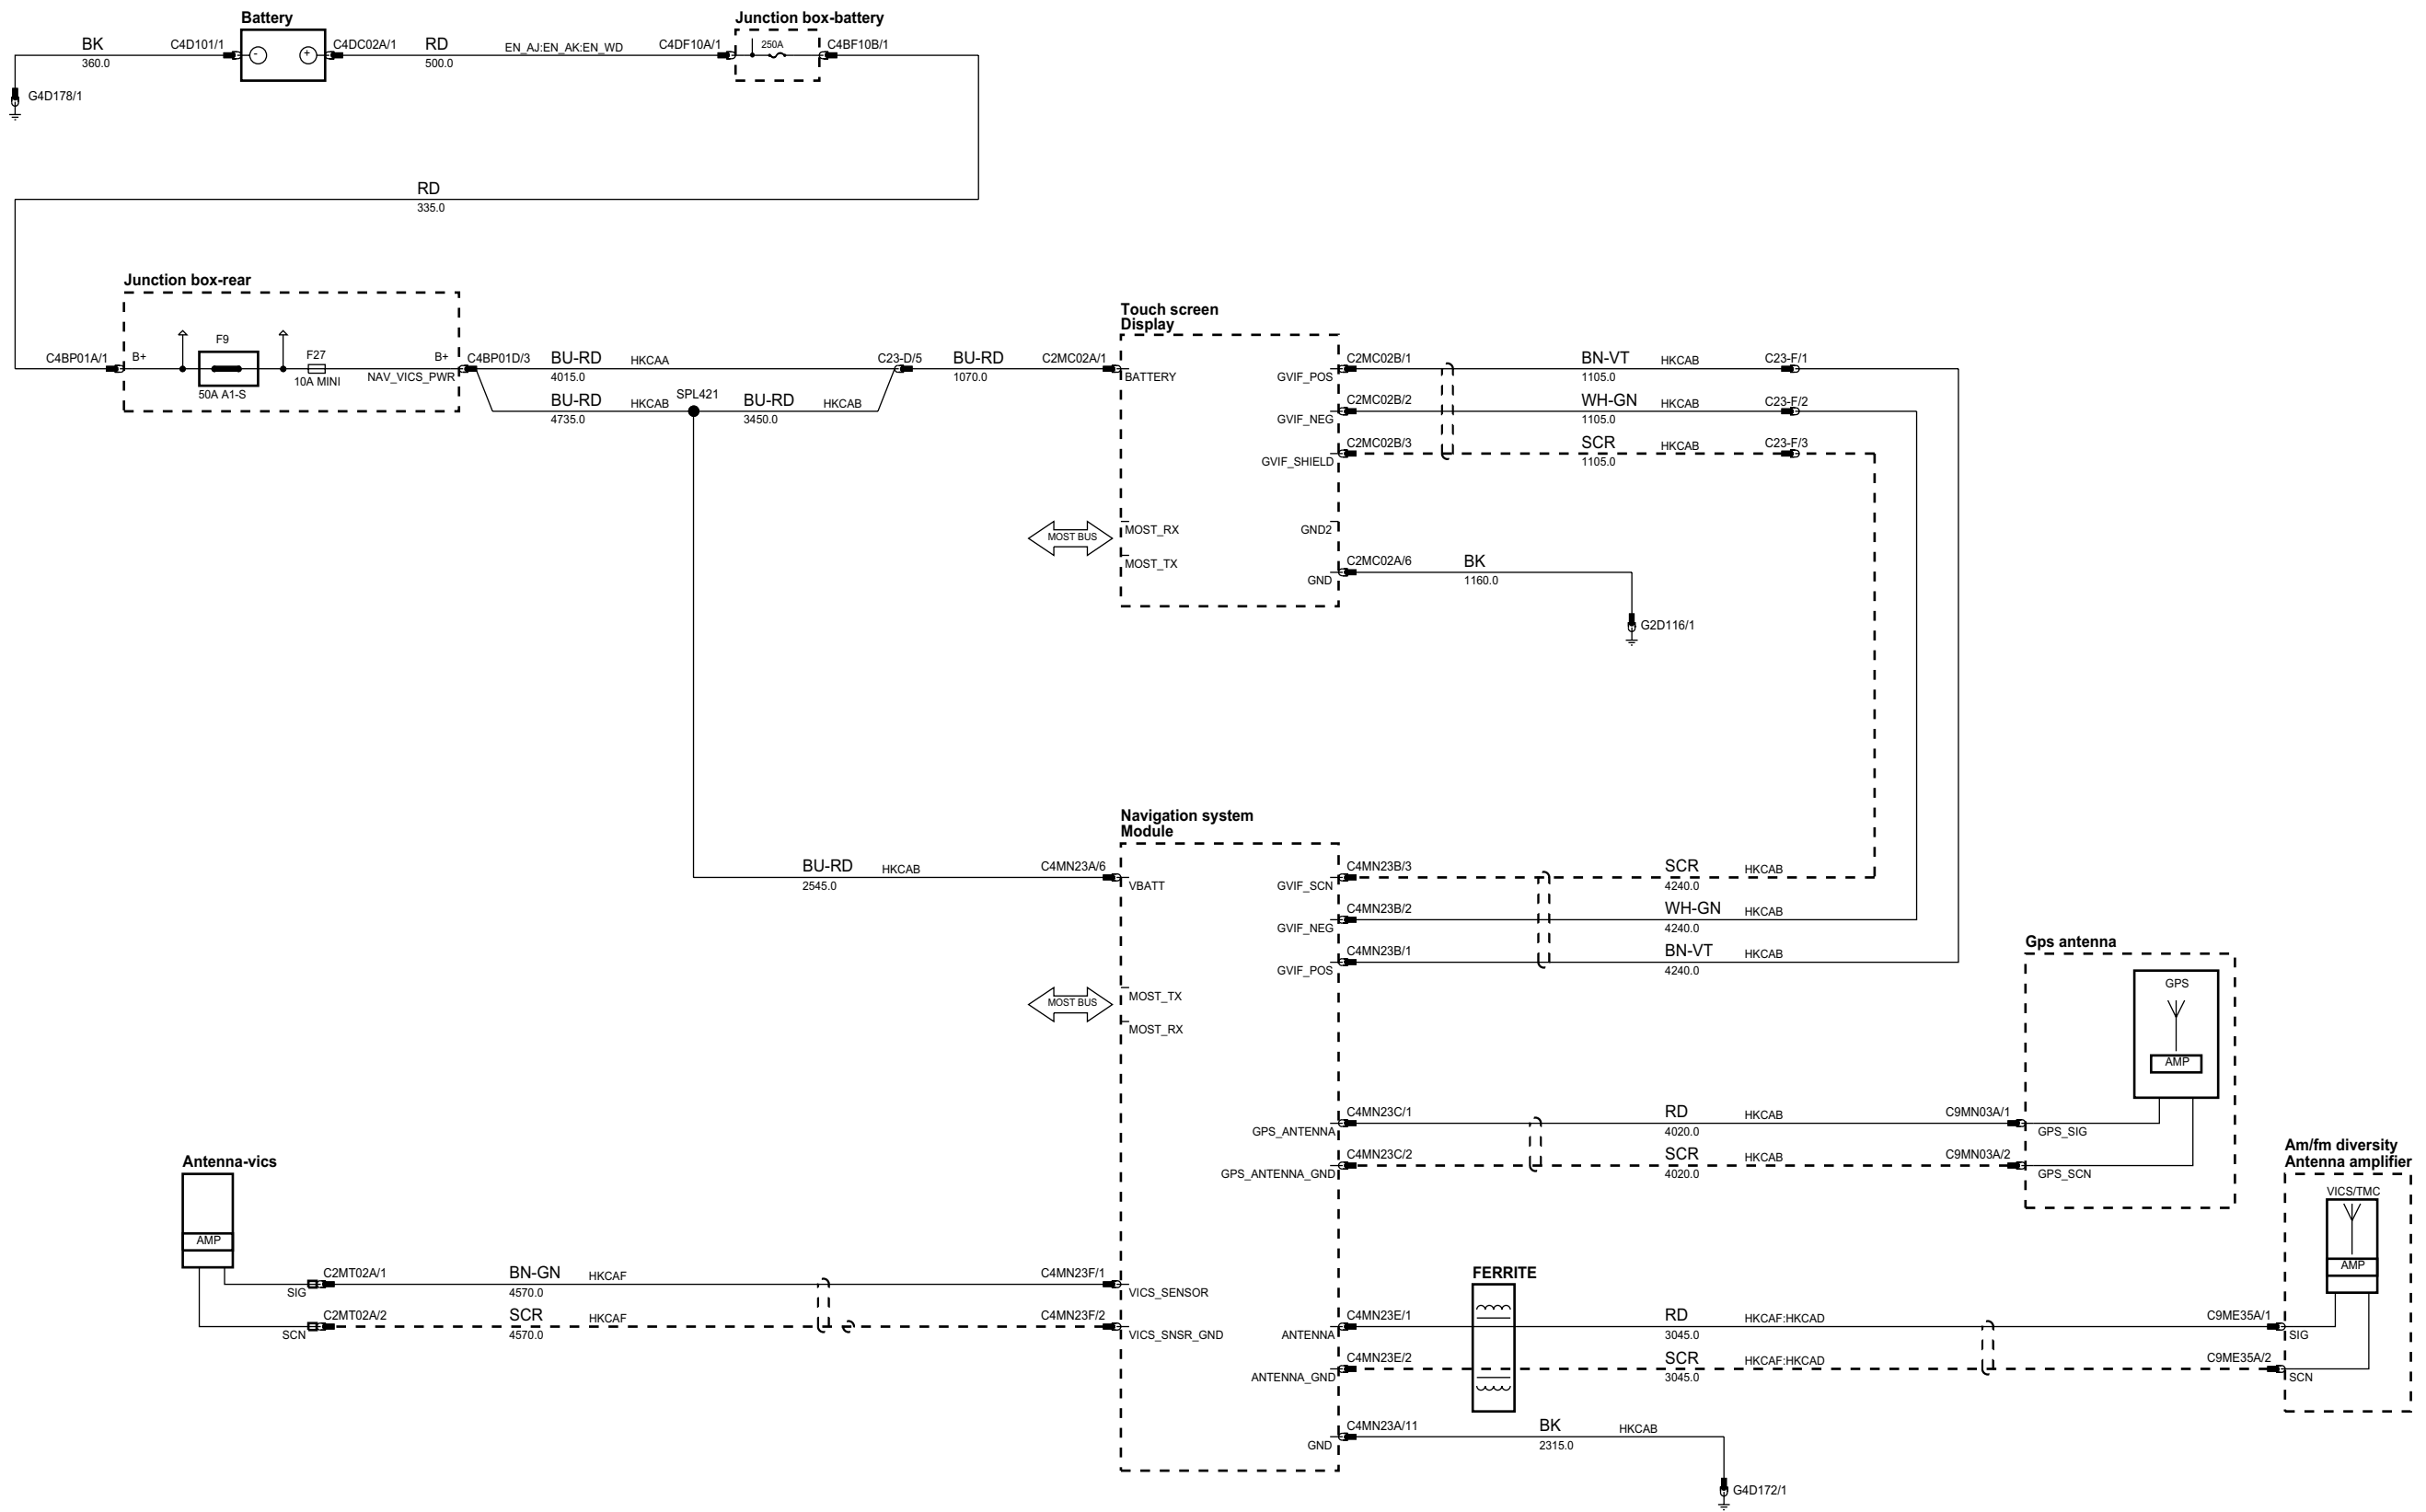 Battery
Junction box-battery
BK
360.0
C4D101/1
-
+
C4DC02A/1
RD
500.0
EN_AJ:EN_AK:EN_WD
C4DF10A/1
250A
C4BF10B/1
G4D178/1
RD
335.0
Junction box-rear
C4BP01A/1
B+
F9
50A A1-S
F27
10A MINI
B+
NAV_VICS_PWR
C4BP01D/3
BU-RD
4015.0
HKCAA
BU-RD
4735.0
HKCAB
SPL421
BU-RD
3450.0
HKCAB
C23-D/5
BU-RD
1070.0
C2MC02A/1
Touch screen
Display
BATTERY
GVIF_POS
GVIF_NEG
GVIF_SHIELD
MOST BUS
MOST_RX
MOST_TX
GND2
GND
C2MC02B/1
BN-VT
1105.0
HKCAB
C23-F/1
C2MC02B/2
WH-GN
1105.0
HKCAB
C23-F/2
C2MC02B/3
SCR
1105.0
HKCAB
C23-F/3
C2MC02A/6
BK
1160.0
G2D116/1
Navigation system
Module
BU-RD
2545.0
HKCAB
C4MN23A/6
VBATT
GVIF_SCN
C4MN23B/3
SCR
4240.0
HKCAB
GVIF_NEG
C4MN23B/2
WH-GN
4240.0
HKCAB
GVIF_POS
C4MN23B/1
BN-VT
4240.0
HKCAB
MOST BUS
MOST_TX
MOST_RX
Gps antenna
GPS
AMP
GPS_ANTENNA
C4MN23C/1
RD
4020.0
HKCAB
C9MN03A/1
GPS_SIG
GPS_ANTENNA_GND
C4MN23C/2
SCR
4020.0
HKCAB
C9MN03A/2
GPS_SCN
Antenna-vics
AMP
SIG
C2MT02A/1
BN-GN
4570.0
HKCAF
C4MN23F/1
VICS_SENSOR
SCN
C2MT02A/2
SCR
4570.0
HKCAF
C4MN23F/2
VICS_SNSR_GND
Am/fm diversity
Antenna amplifier
VICS/TMC
AMP
FERRITE
ANTENNA
C4MN23E/1
RD
3045.0
HKCAF:HKCAD
C9ME35A/1
SIG
ANTENNA_GND
C4MN23E/2
SCR
3045.0
HKCAF:HKCAD
C9ME35A/2
SCN
GND
C4MN23A/11
BK
2315.0
HKCAB
G4D172/1